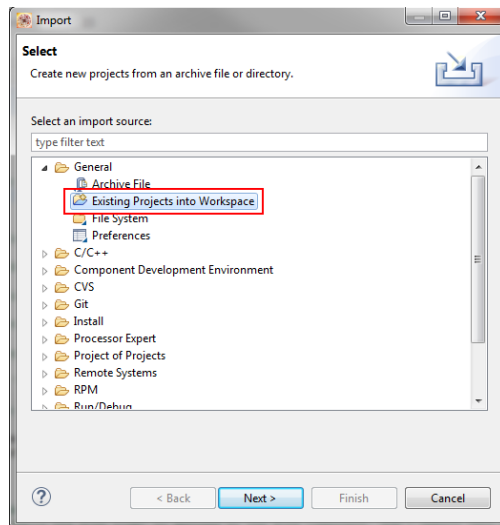 Import
Select
Create new projects from an archive file or directory.
Select an import source:
type filter text
General
Archive File
Existing Projects into Workspace
File System
Preferences
C/C++
Component Development Environment
CVS
Git
Install
Processor Expert
Project of Projects
Remote Systems
RPM
Run/Debug
?
< Back
Next >
Finish
Cancel